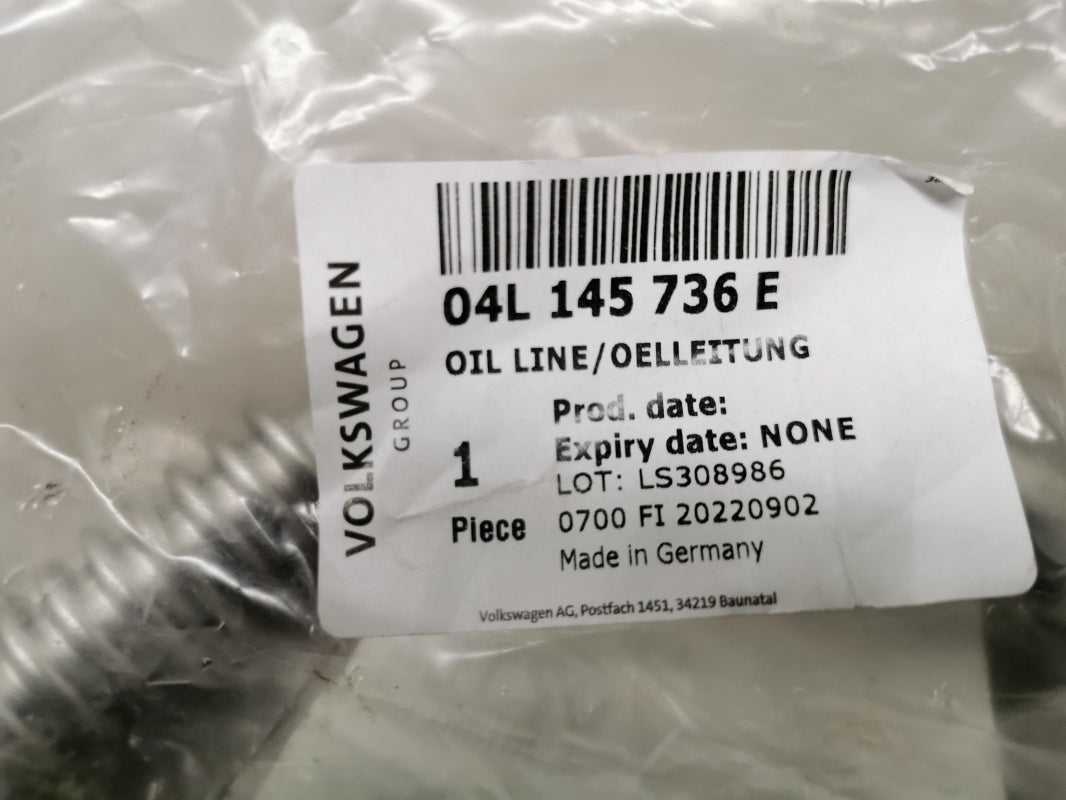 VOLKSWAGEN
GROUP
04L 145 736 E
OIL LINE/OELLEITUNG
Prod. date:
Expiry date: NONE
LOT: LS308986
1
Piece
0700 FI 20220902
Made in Germany
Volkswagen AG, Postfach 1451, 34219 Baunatal